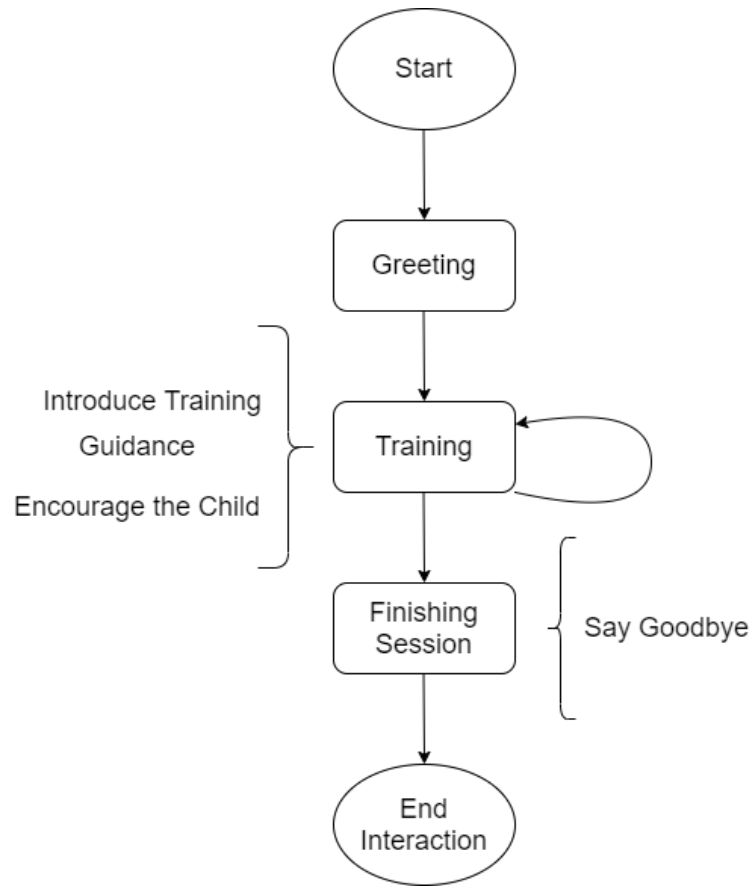 Start
Greeting
Introduce Training
Guidance
Encourage the Child
Training
Finishing
Session
Say Goodbye
End
Interaction